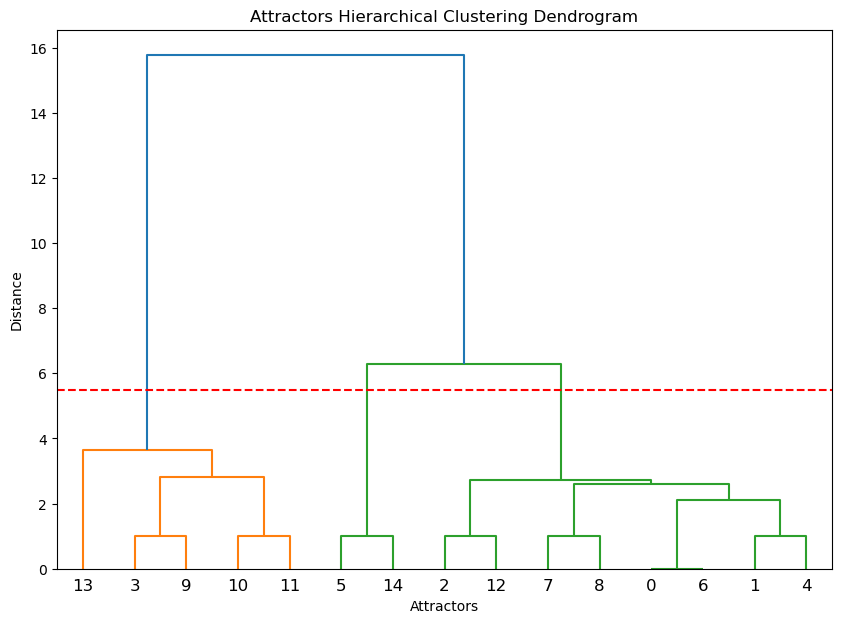 Attractors Hierarchical Clustering Dendrogram
16
14
12
10
8
6
4
2
0
Distance
13 3 9 10 11 5 14 2 12 7 8 0 6 1 4
Attractors